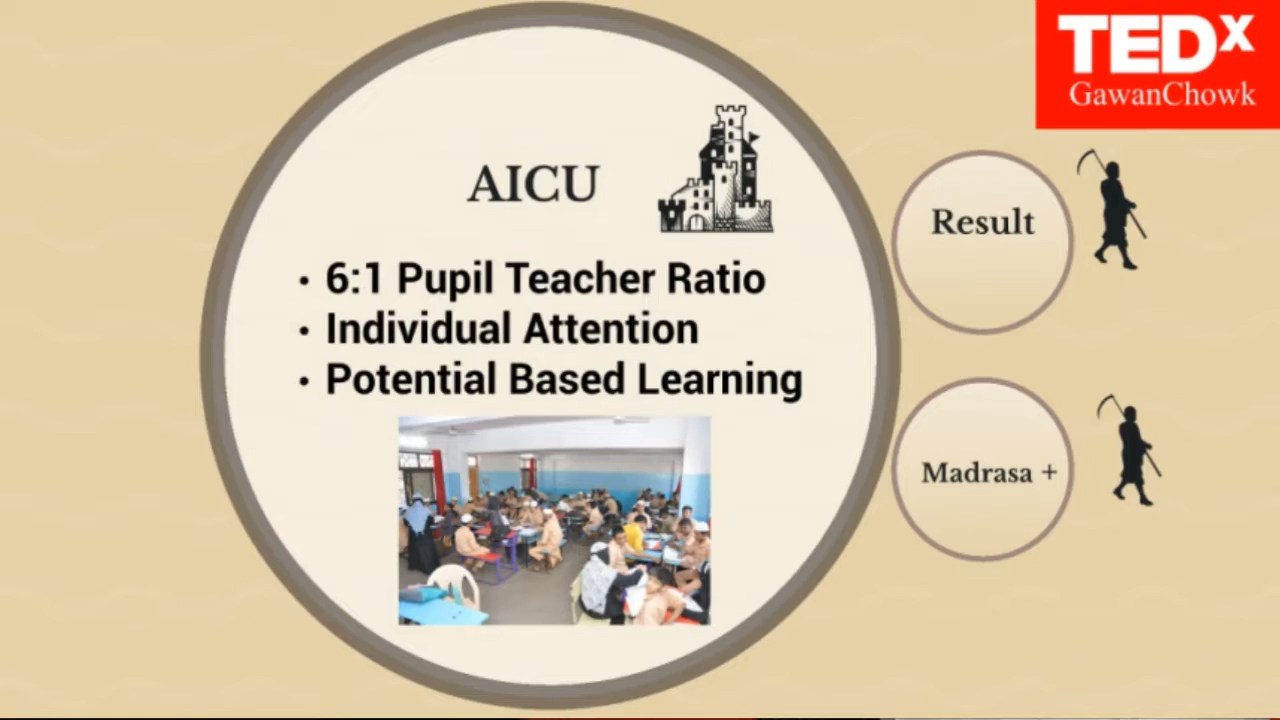 TEDx
GawanChowk
AICU
• 6:1 Pupil Teacher Ratio
• Individual Attention
• Potential Based Learning
Result
Madrasa +